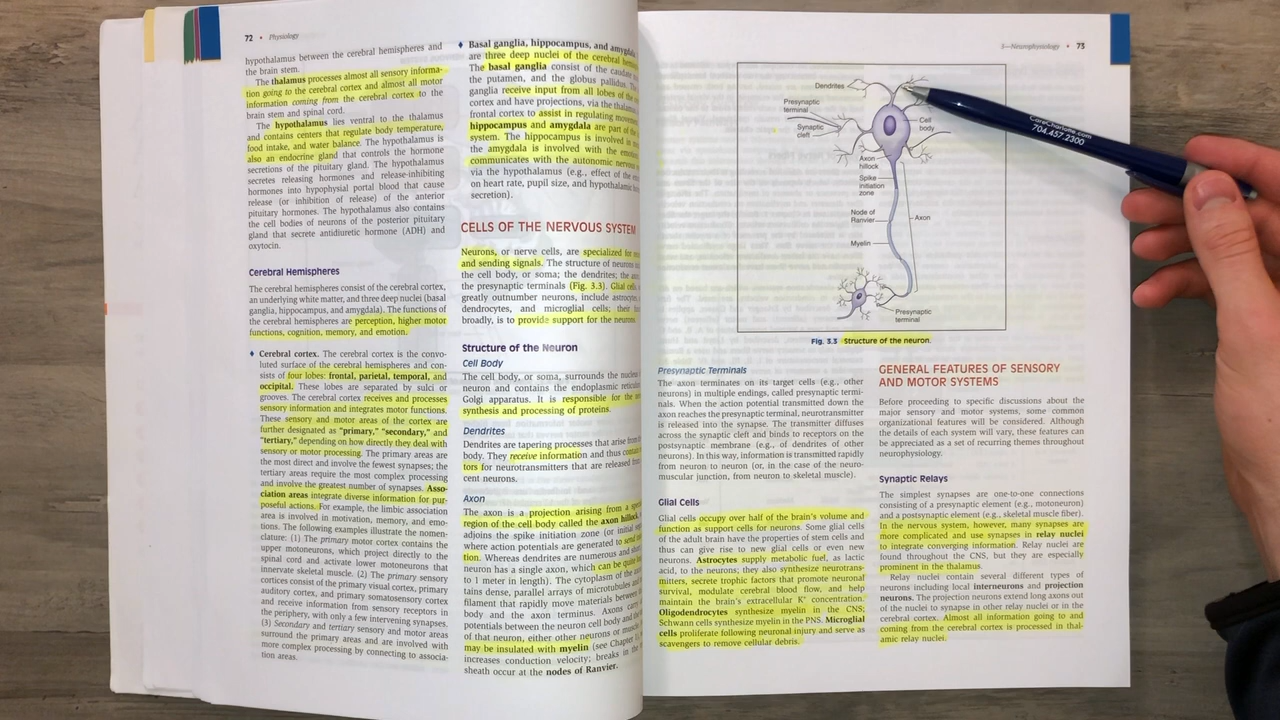 72 • Physiology
hypothalamus between the cerebral hemispheres and
the brain stem.
The thalamus processes almost all sensory informa-
tion going to the cerebral cortex and almost all motor
information coming from the cerebral cortex to the
brain stem and spinal cord.
The hypothalamus lies ventral to the thalamus
and contains centers that regulate body temperature,
food intake, and water balance. The hypothalamus is
also an endocrine gland that controls the hormone
secretions of the pituitary gland. The hypothalamus
secretes releasing hormones and release-inhibiting
hormones into hypophysial portal blood that cause
release (or inhibition of release) of the anterior
pituitary hormones. The hypothalamus also contains
the cell bodies of neurons of the posterior pituitary
gland that secrete antidiuretic hormone (ADH) and
oxytocin.
Cerebral Hemispheres
The cerebral hemispheres consist of the cerebral cortex,
an underlying white matter, and three deep nuclei (basal
ganglia, hippocampus, and amygdala). The functions of
the cerebral hemispheres are perception, higher motor
functions, cognition, memory, and emotion.
♦ Cerebral cortex. The cerebral cortex is the convo-
luted surface of the cerebral hemispheres and con-
sists of four lobes: frontal, parietal, temporal, and
occipital. These lobes are separated by sulci or
grooves. The cerebral cortex receives and processes
sensory information and integrates motor functions.
These sensory and motor areas of the cortex are
further designated as "primary," "secondary," and
"tertiary," depending on how directly they deal with
sensory or motor processing. The primary areas are
the most direct and involve the fewest synapses; the
tertiary areas require the most complex processing
and involve the greatest number of synapses. Asso-
ciation areas integrate diverse information for pur-
poseful actions. For example, the limbic association
area is involved in motivation, memory, and emo-
tions. The following examples illustrate the nomen-
clature: (1) The primary motor cortex contains the
upper motoneurons, which project directly to the
spinal cord and activate lower motoneurons that
innervate skeletal muscle. (2) The primary sensory
cortices consist of the primary visual cortex, primary
auditory cortex, and primary somatosensory cortex
and receive information from sensory receptors in
the periphery, with only a few intervening synapses.
(3) Secondary and tertiary sensory and motor areas
surround the primary areas and are involved with
more complex processing by connecting to associa-
tion areas.
♦ Basal ganglia, hippocampus, and
are three deep nuclei of the cerebral
The basal ganglia consist of the caudate
the putamen, and the globus pallidus.
ganglia receive input from all lobes of
cortex and have projections, via the
frontal cortex to assist in regulating
hippocampus and amygdala are part of
system. The hippocampus is involved in
the amygdala is involved with the
communicates with the autonomic
via the hypothalamus (e.g., effect of the
on heart rate, pupil size, and hypothalamic
secretion).
CELLS OF THE NERVOUS SYSTEM
Neurons, or nerve cells, are specialized for
and sending signals. The structure of neurons
the cell body, or soma; the dendrites; the
the presynaptic terminals (Fig. 3.3). Glial
greatly outnumber neurons, include
dendrocytes, and microglial cells; their
broadly, is to provide support for the neurons
Structure of the Neuron
Cell Body
The cell body, or soma, surrounds the
neuron and contains the endoplasmic
Golgi apparatus. It is responsible for the
synthesis and processing of proteins.
Dendrites
Dendrites are tapering processes that arise
body. They receive information and thus
tors for neurotransmitters that are released
cent neurons.
Axon
The axon is a projection arising from a
region of the cell body called the axon
adjoins the spike initiation zone (or initial
where action potentials are generated to
tion. Whereas dendrites are numerous and
neuron has a single axon, which can be quite
to 1 meter in length). The cytoplasm of the
tains dense, parallel arrays of microtubules
filament that rapidly move materials between
body and the axon terminus. Axons
potentials between the neuron cell body and
of that neuron, either other neurons or
may be insulated with myelin (see Chapter
increases conduction velocity; breaks in
sheath occur at the nodes of Ranvier.
3—Neurophysiology • 73
Dendrites
Presynaptic
terminal
Synaptic
cleft
Cell
body
Axon
hillock
Spike
initiation
zone
Node of
Ranvier
Axon
Myelin
Presynaptic
terminal
Fig. 3.3 Structure of the neuron.
CareCharlotte.com
704.457.2300
Presynaptic Terminals
The axon terminates on its target cells (e.g., other
neurons) in multiple endings, called presynaptic termi-
nals. When the action potential transmitted down the
axon reaches the presynaptic terminal, neurotransmitter
is released into the synapse. The transmitter diffuses
across the synaptic cleft and binds to receptors on the
postsynaptic membrane (e.g., of dendrites of other
neurons). In this way, information is transmitted rapidly
from neuron to neuron (or, in the case of the neuro-
muscular junction, from neuron to skeletal muscle).
Glial Cells
Glial cells occupy over half of the brain's volume and
function as support cells for neurons. Some glial cells
of the adult brain have the properties of stem cells and
thus can give rise to new glial cells or even new
neurons. Astrocytes supply metabolic fuel, as lactic
acid, to the neurons; they also synthesize neurotrans-
mitters, secrete trophic factors that promote neuronal
survival, modulate cerebral blood flow, and help
maintain the brain's extracellular K+ concentration.
Oligodendrocytes synthesize myelin in the CNS;
Schwann cells synthesize myelin in the PNS. Microglial
cells proliferate following neuronal injury and serve as
scavengers to remove cellular debris.
GENERAL FEATURES OF SENSORY
AND MOTOR SYSTEMS
Before proceeding to specific discussions about the
major sensory and motor systems, some common
organizational features will be considered. Although
the details of each system will vary, these features can
be appreciated as a set of recurring themes throughout
neurophysiology.
Synaptic Relays
The simplest synapses are one-to-one connections
consisting of a presynaptic element (e.g., motoneuron)
and a postsynaptic element (e.g., skeletal muscle fiber).
In the nervous system, however, many synapses are
more complicated and use synapses in relay nuclei
to integrate converging information. Relay nuclei are
found throughout the CNS, but they are especially
prominent in the thalamus.
Relay nuclei contain several different types of
neurons including local interneurons and projection
neurons. The projection neurons extend long axons out
of the nuclei to synapse in other relay nuclei or in the
cerebral cortex. Almost all information going to and
coming from the cerebral cortex is processed in thal-
amic relay nuclei.